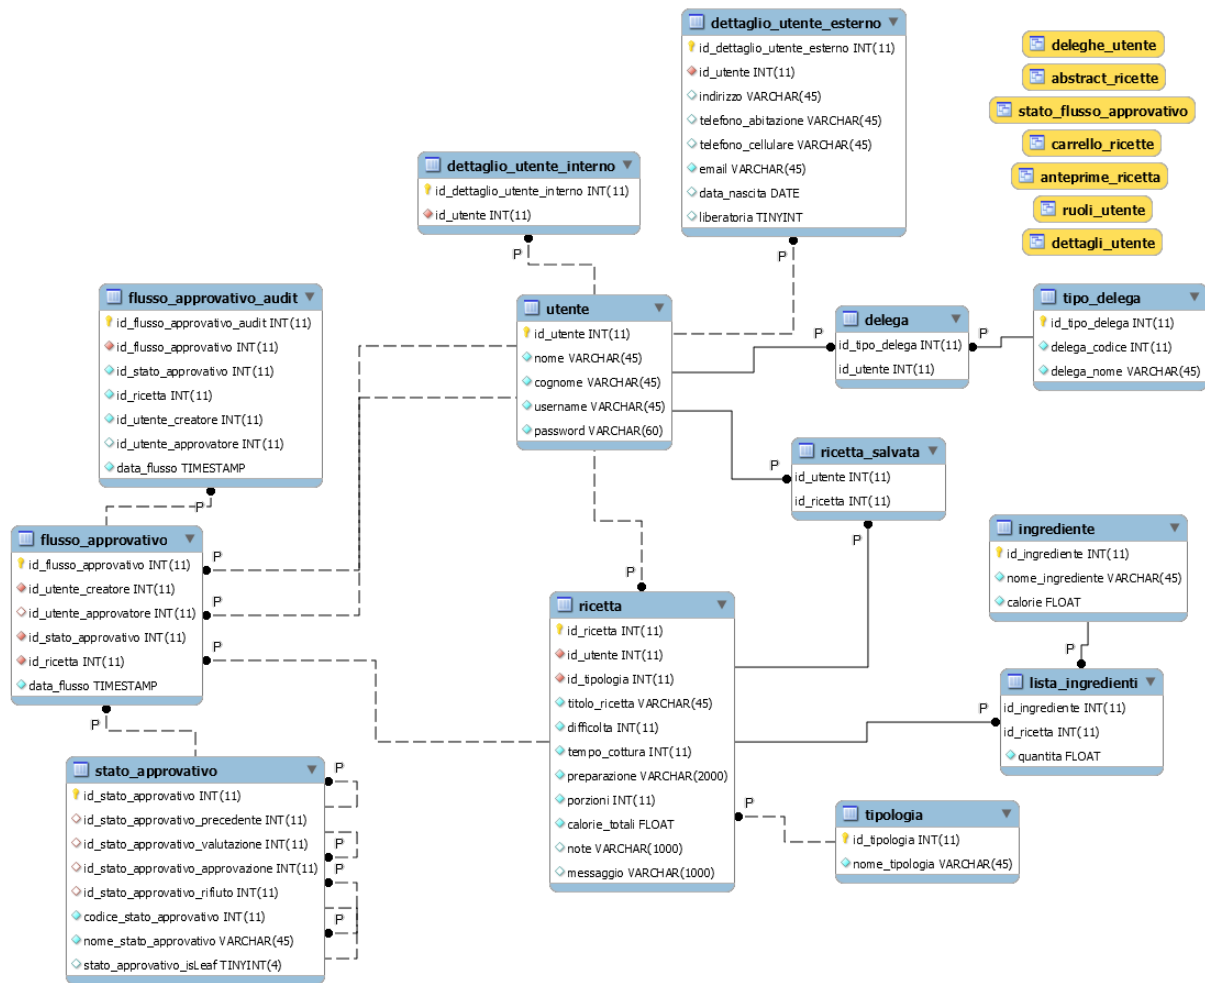 dettaglio_utente_esterno
id_dettaglio_utente_esterno INT(11)
id_utente INT(11)
indirizzo VARCHAR(45)
telefono_abitazione VARCHAR(45)
telefono_cellulare VARCHAR(45)
email VARCHAR(45)
data_nascita DATE
liberatoria TINYINT
P
deleghe_utente
abstract_ricette
stato_flusso_approvativo
carrello_ricette
anteprime_ricetta
ruoli_utente
dettagli_utente
dettaglio_utente_interno
id_dettaglio_utente_interno INT(11)
id_utente INT(11)
P
flusso_approvativo_audit
id_flusso_approvativo_audit INT(11)
id_flusso_approvativo INT(11)
id_stato_approvativo INT(11)
id_ricetta INT(11)
id_utente_creatore INT(11)
id_utente_approvatore INT(11)
data_flusso TIMESTAMP
P
utente
id_utente INT(11)
nome VARCHAR(45)
cognome VARCHAR(45)
username VARCHAR(45)
password VARCHAR(60)
P
delega
id_tipo_delega INT(11)
id_utente INT(11)
P
tipo_delega
id_tipo_delega INT(11)
delega_codice INT(11)
delega_nome VARCHAR(45)
P
ricetta_salvata
id_utente INT(11)
id_ricetta INT(11)
P
flusso_approvativo
id_flusso_approvativo INT(11)
id_utente_creatore INT(11)
id_utente_approvatore INT(11)
id_stato_approvativo INT(11)
id_ricetta INT(11)
data_flusso TIMESTAMP
P
P
P
P
ingrediente
id_ingrediente INT(11)
nome_ingrediente VARCHAR(45)
calorie FLOAT
P
P
ricetta
id_ricetta INT(11)
id_utente INT(11)
id_tipologia INT(11)
titolo_ricetta VARCHAR(45)
difficolta INT(11)
tempo_cottura INT(11)
preparazione VARCHAR(2000)
porzioni INT(11)
calorie_totali FLOAT
note VARCHAR(1000)
messaggio VARCHAR(1000)
P
lista_ingredienti
id_ingrediente INT(11)
id_ricetta INT(11)
quantita FLOAT
stato_approvativo
id_stato_approvativo INT(11)
id_stato_approvativo_precedente INT(11)
id_stato_approvativo_valutazione INT(11)
id_stato_approvativo_approvazione INT(11)
id_stato_approvativo_rifiuto INT(11)
codice_stato_approvativo INT(11)
nome_stato_approvativo VARCHAR(45)
stato_approvativo_isLeaf TINYINT(4)
P
P
P
P
P
tipologia
id_tipologia INT(11)
nome_tipologia VARCHAR(45)